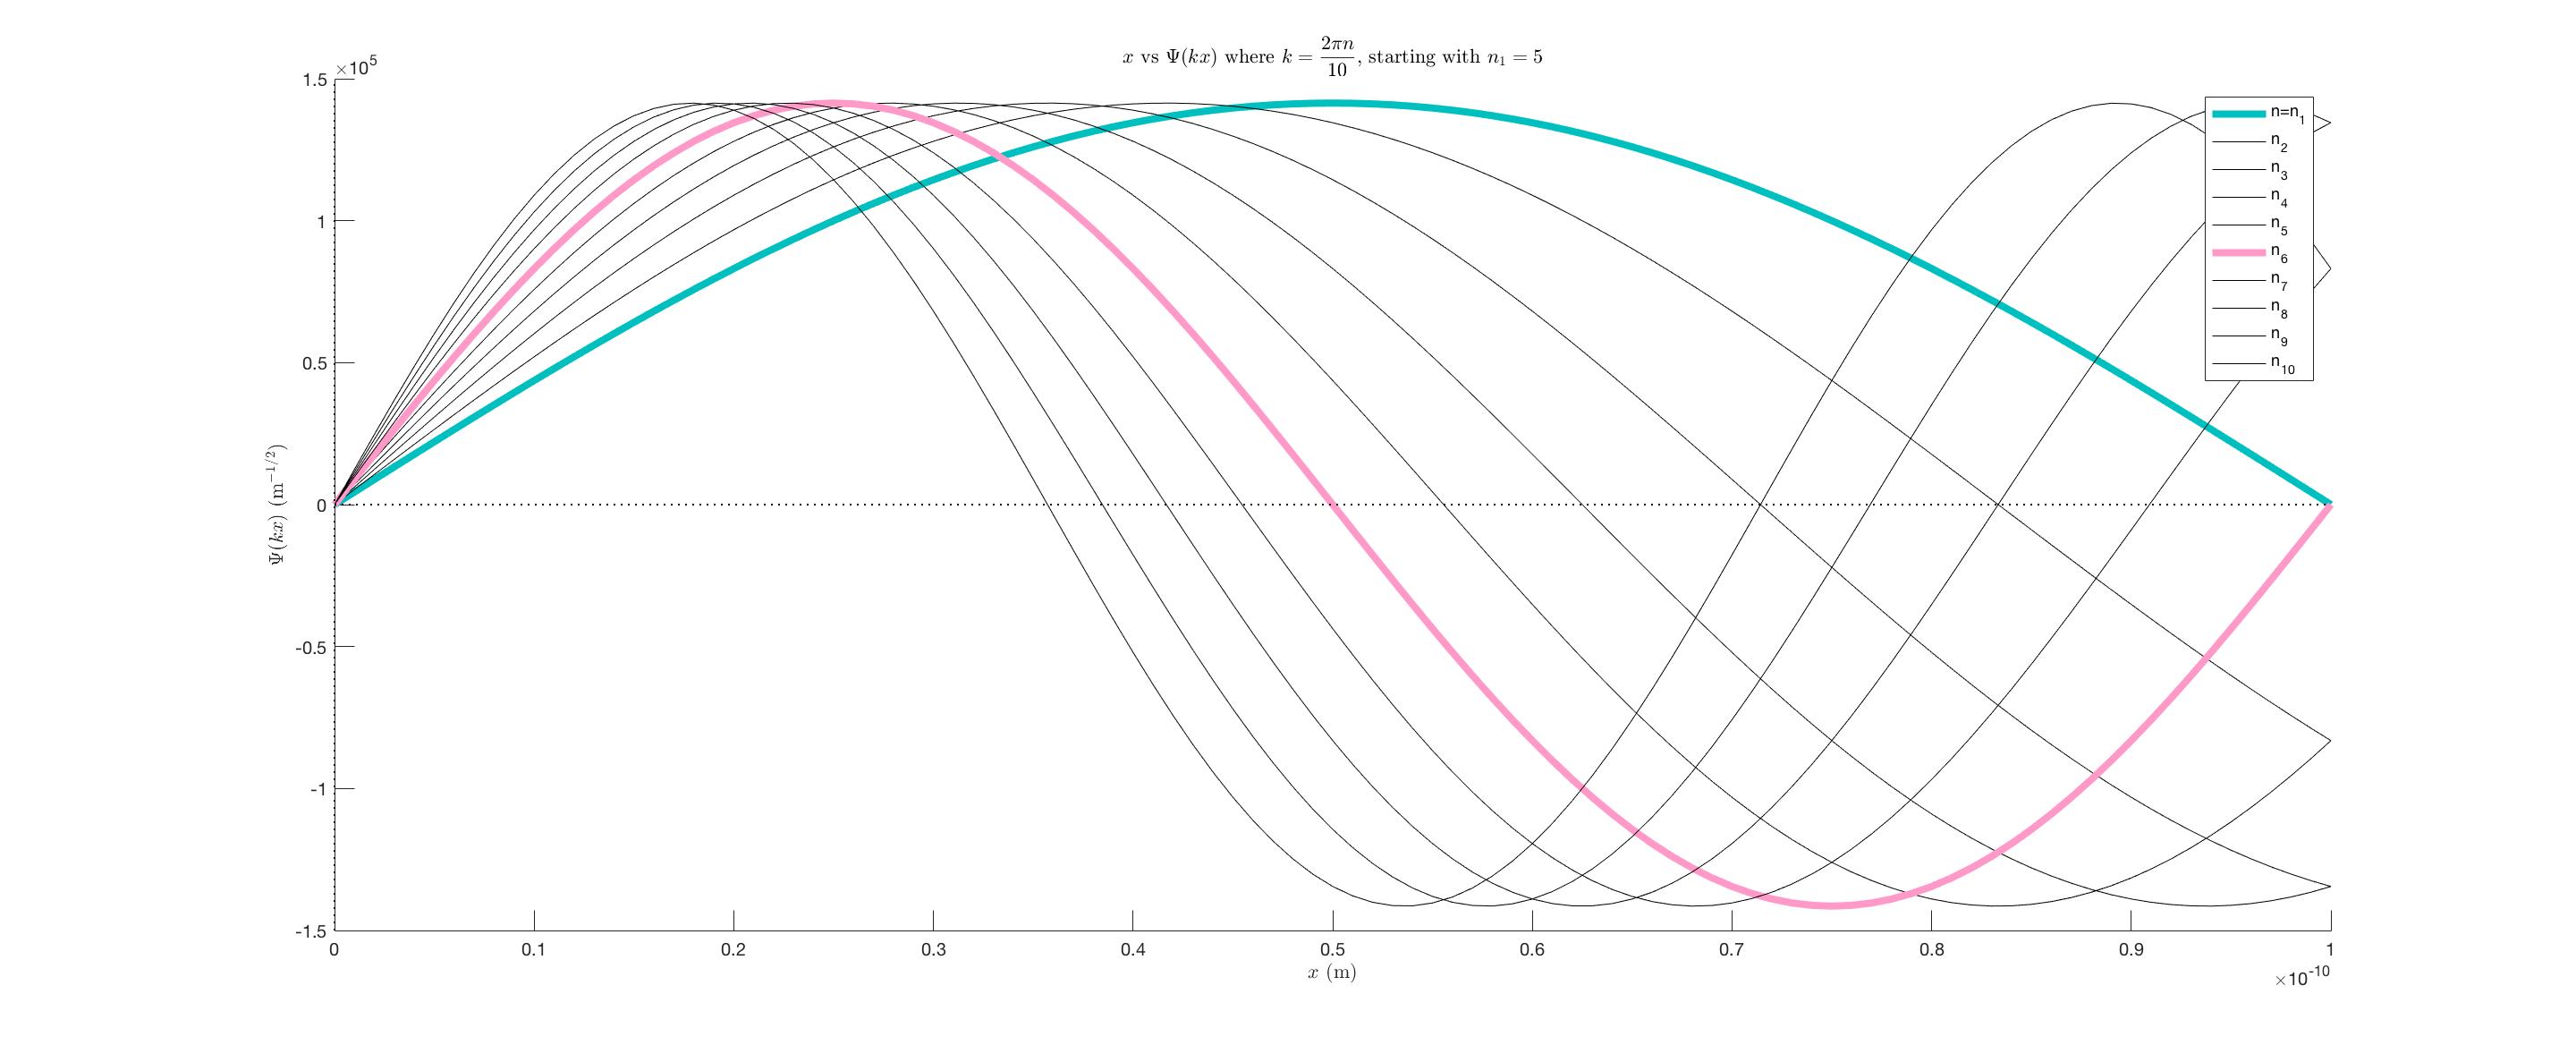 x vs Ψ(kx) where k = 2πn/10, starting with n₁ = 5
×10⁵
1.5
1
0.5
0
-0.5
-1
-1.5
Ψ(kx) (m⁻¹/²)
n=n₁
n₂
n₃
n₄
n₅
n₆
n₇
n₈
n₉
n₁₀
0 0.1 0.2 0.3 0.4 0.5 0.6 0.7 0.8 0.9 1
x (m)
×10⁻¹⁰